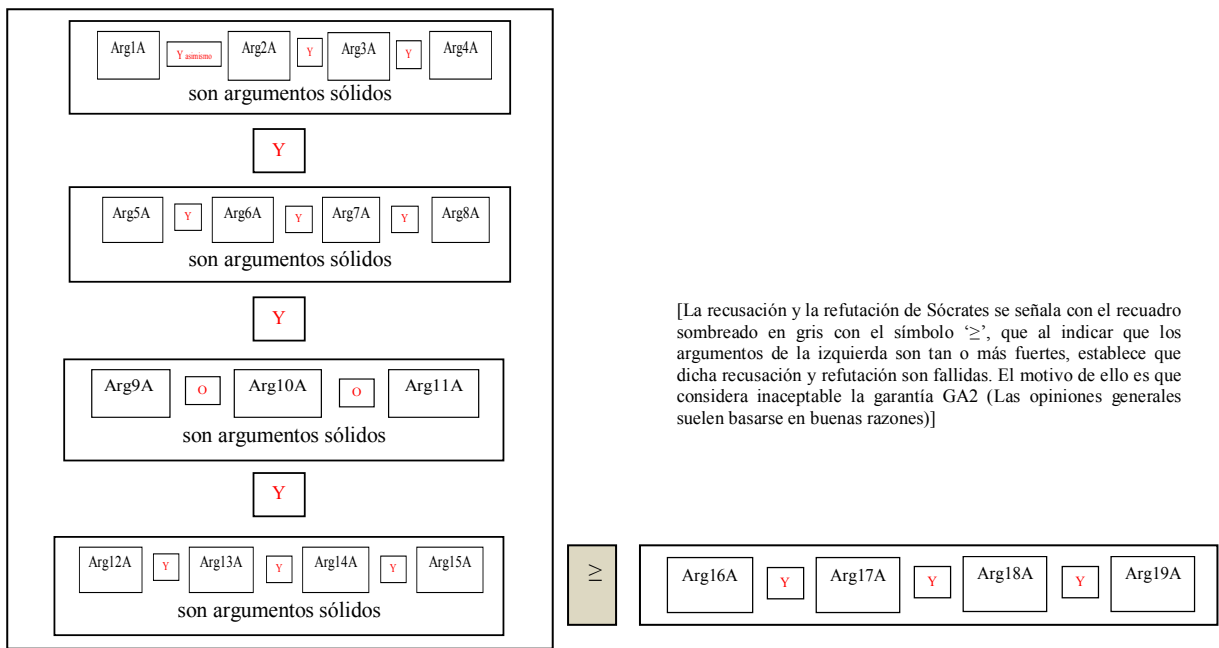 Arg1A Y asimismo Arg2A Y Arg3A Y Arg4A
son argumentos sólidos
Y
Arg5A Y Arg6A Y Arg7A Y Arg8A
son argumentos sólidos
Y
Arg9A O Arg10A O Arg11A
son argumentos sólidos
Y
Arg12A Y Arg13A Y Arg14A Y Arg15A
son argumentos sólidos
≥
[La recusación y la refutación de Sócrates se señala con el recuadro
sombreado en gris con el símbolo ‘≥’, que al indicar que los
argumentos de la izquierda son tan o más fuertes, establece que
dicha recusación y refutación son fallidas. El motivo de ello es que
considera inaceptable la garantía GA2 (Las opiniones generales
suelen basarse en buenas razones)]
Arg16A Y Arg17A Y Arg18A Y Arg19A